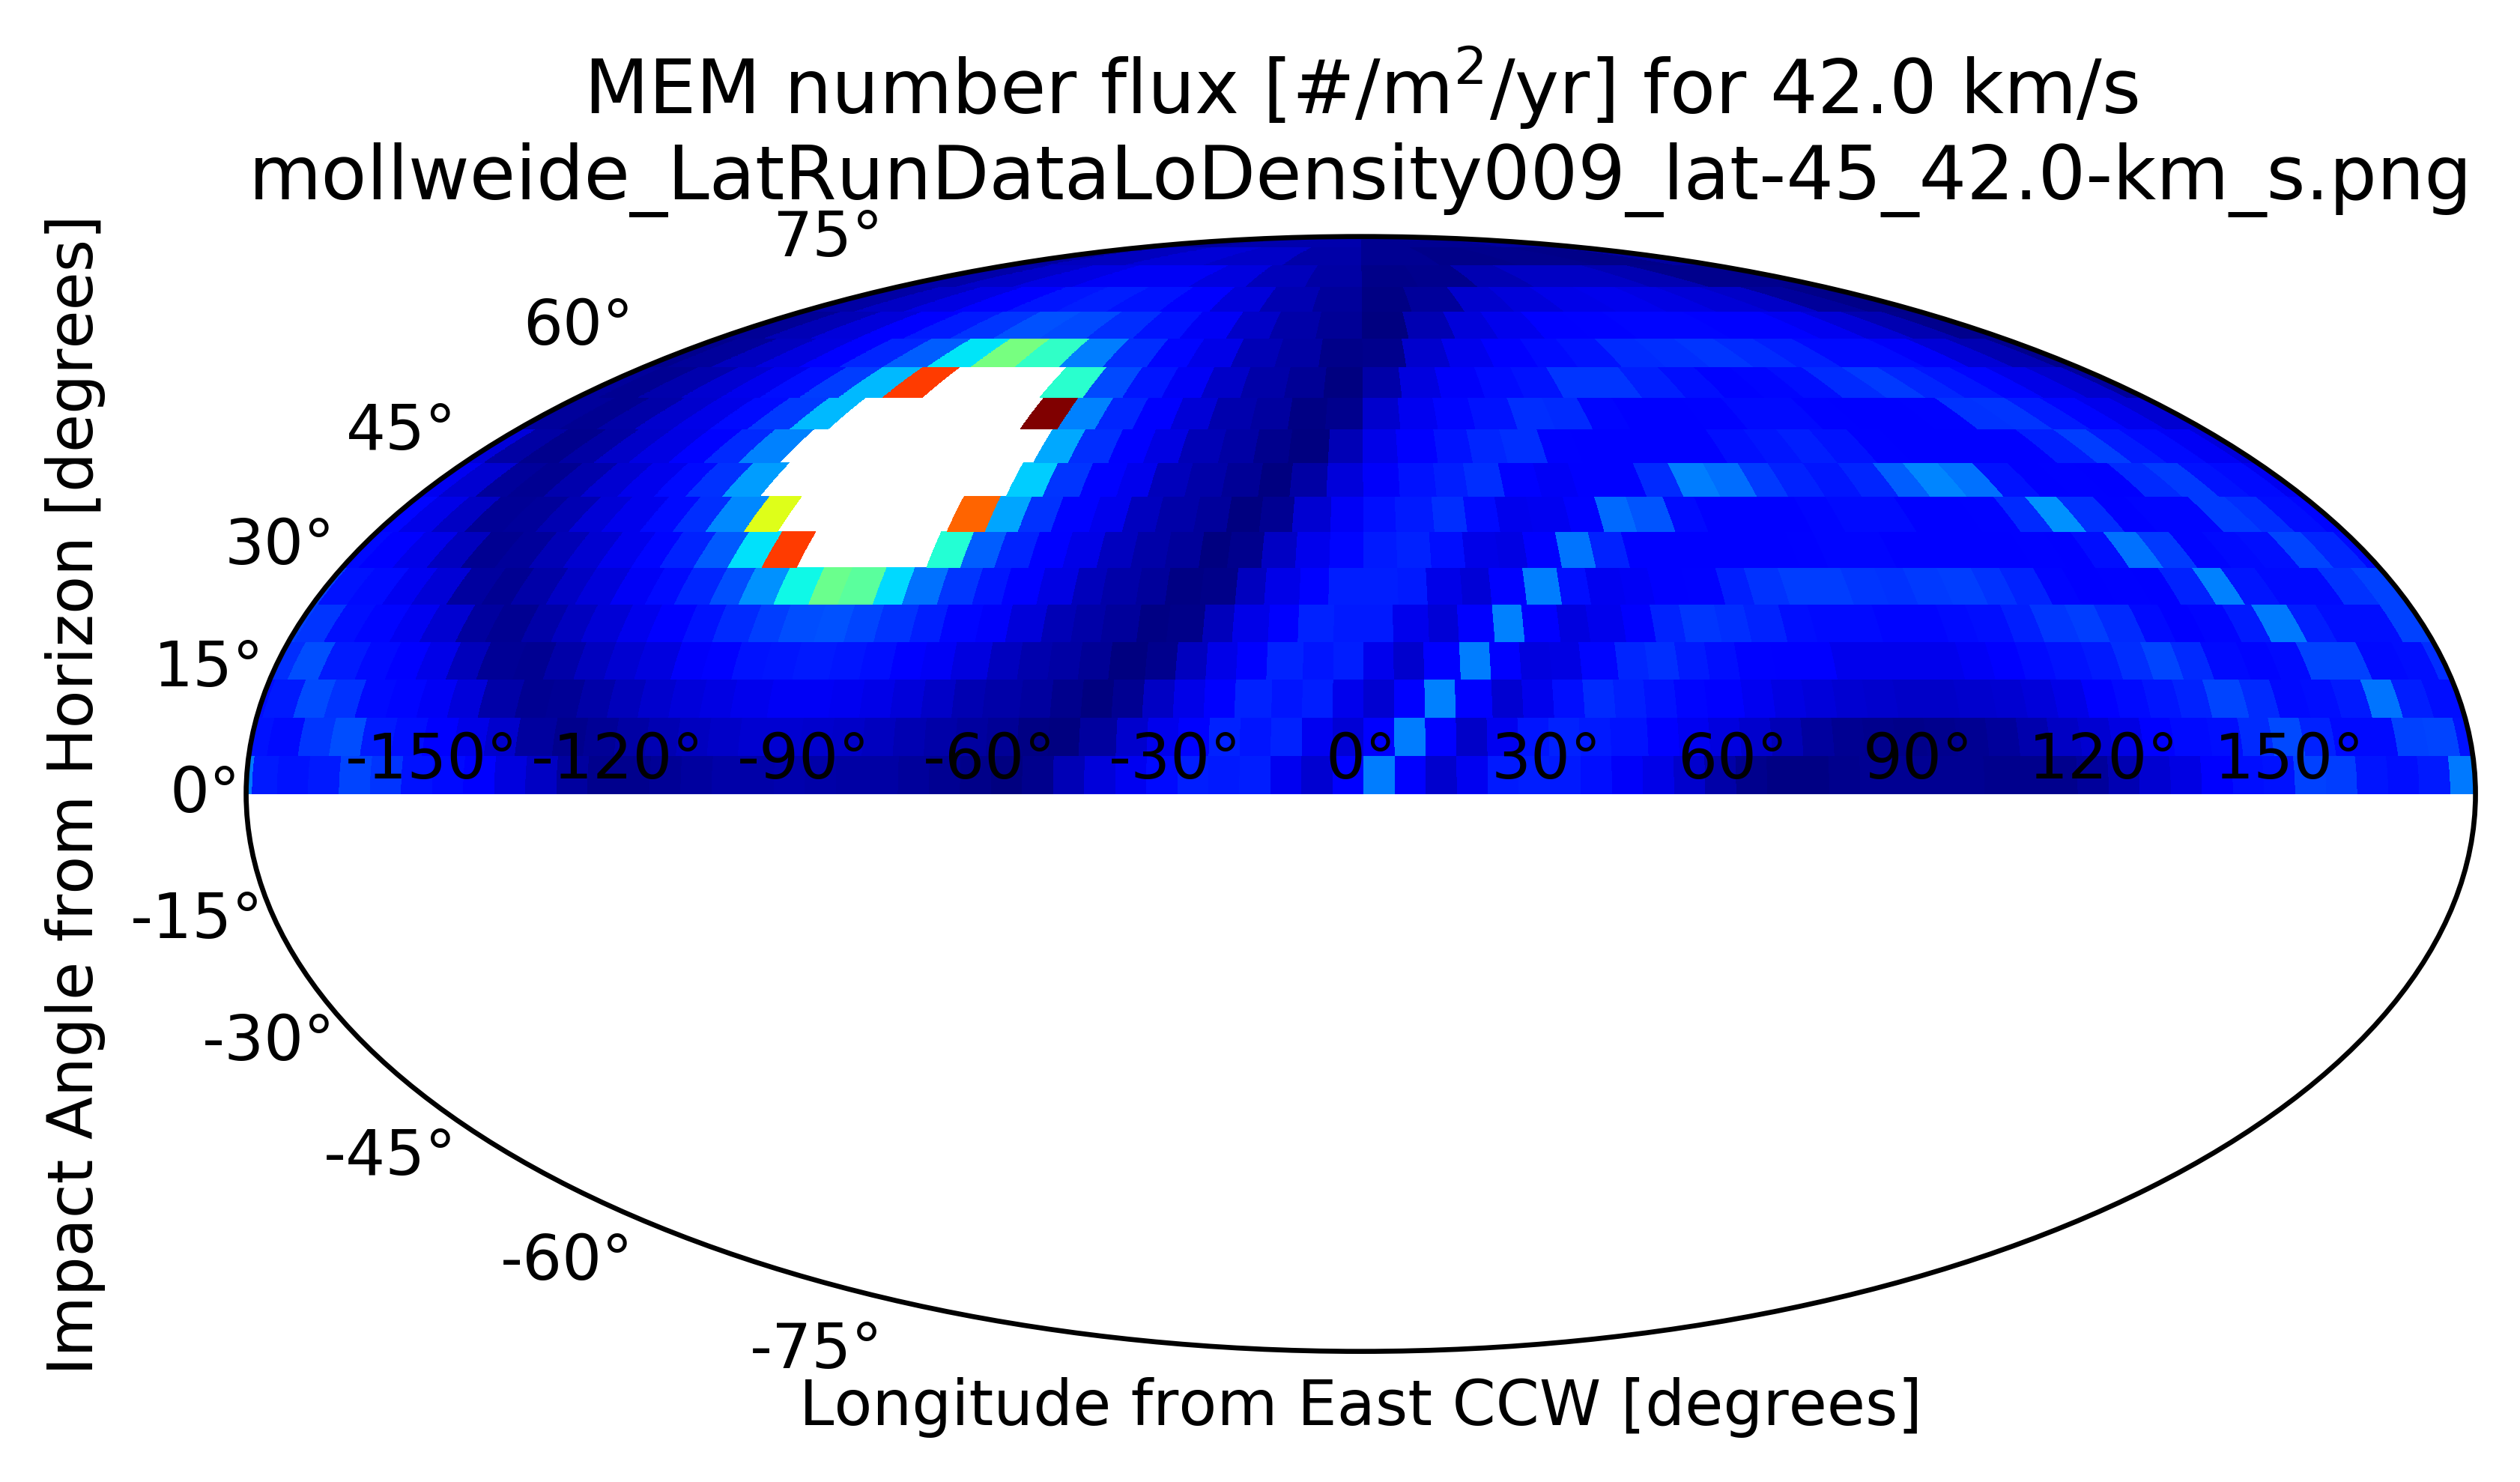 MEM number flux [#/m²/yr] for 42.0 km/s
mollweide_LatRunDataLoDensity009_lat-45_42.0-km_s.png
Impact Angle from Horizon [degrees]
75°
60°
45°
30°
15°
0°
-15°
-30°
-45°
-60°
-75°
-150° -120° -90° -60° -30° 0° 30° 60° 90° 120° 150°
Longitude from East CCW [degrees]